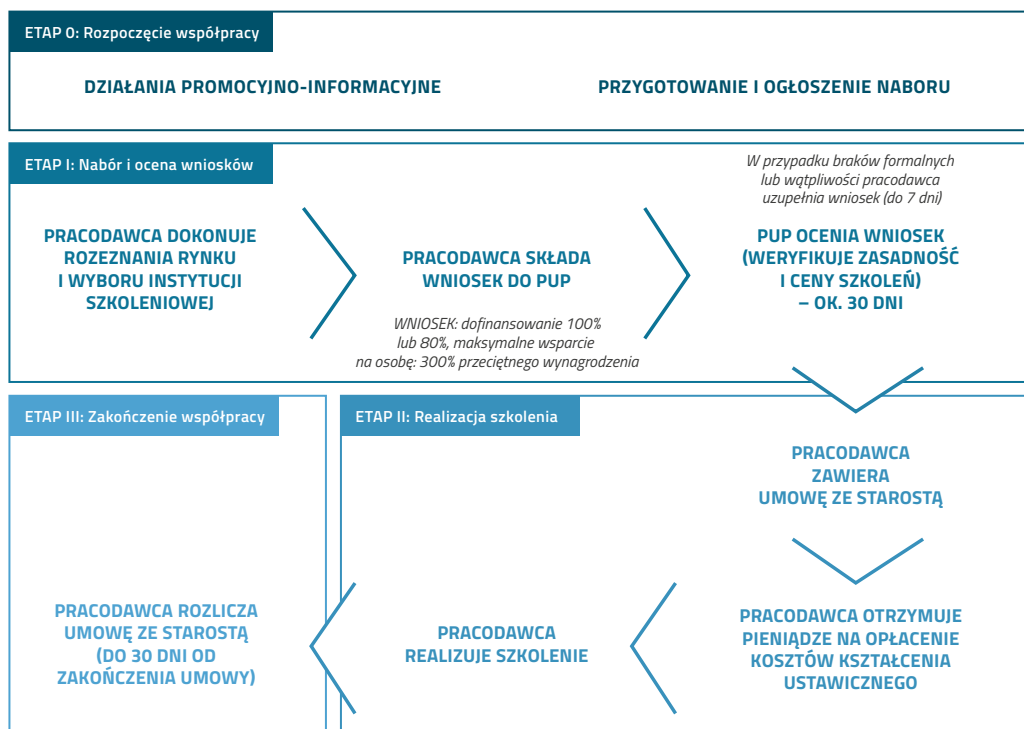 ETAP 0: Rozpoczęcie współpracy
DZIAŁANIA PROMOCYJNO-INFORMACYJNE
PRZYGOTOWANIE I OGŁOSZENIE NABORU
ETAP I: Nabór i ocena wniosków
PRACODAWCA DOKONUJE
ROZEZNANIA RYNKU
I WYBORU INSTYTUCJI
SZKOLENIOWEJ
PRACODAWCA SKŁADA
WNIOSEK DO PUP
WNIOSEK: dofinansowanie 100%
lub 80%, maksymalne wsparcie
na osobę: 300% przeciętnego wynagrodzenia
W przypadku braków formalnych
lub wątpliwości pracodawca
uzupełnia wniosek (do 7 dni)
PUP OCENIA WNIOSEK
(WERYFIKUJE ZASADNOŚĆ
I CENY SZKOLEŃ)
– OK. 30 DNI
ETAP II: Realizacja szkolenia
PRACODAWCA
ZAWIERA
UMOWĘ ZE STAROSTĄ
PRACODAWCA OTRZYMUJE
PIENIĄDZE NA OPŁACENIE
KOSZTÓW KSZTAŁCENIA
USTAWICZNEGO
PRACODAWCA
REALIZUJE SZKOLENIE
ETAP III: Zakończenie współpracy
PRACODAWCA ROZLICZA
UMOWĘ ZE STAROSTĄ
(DO 30 DNI OD
ZAKOŃCZENIA UMOWY)